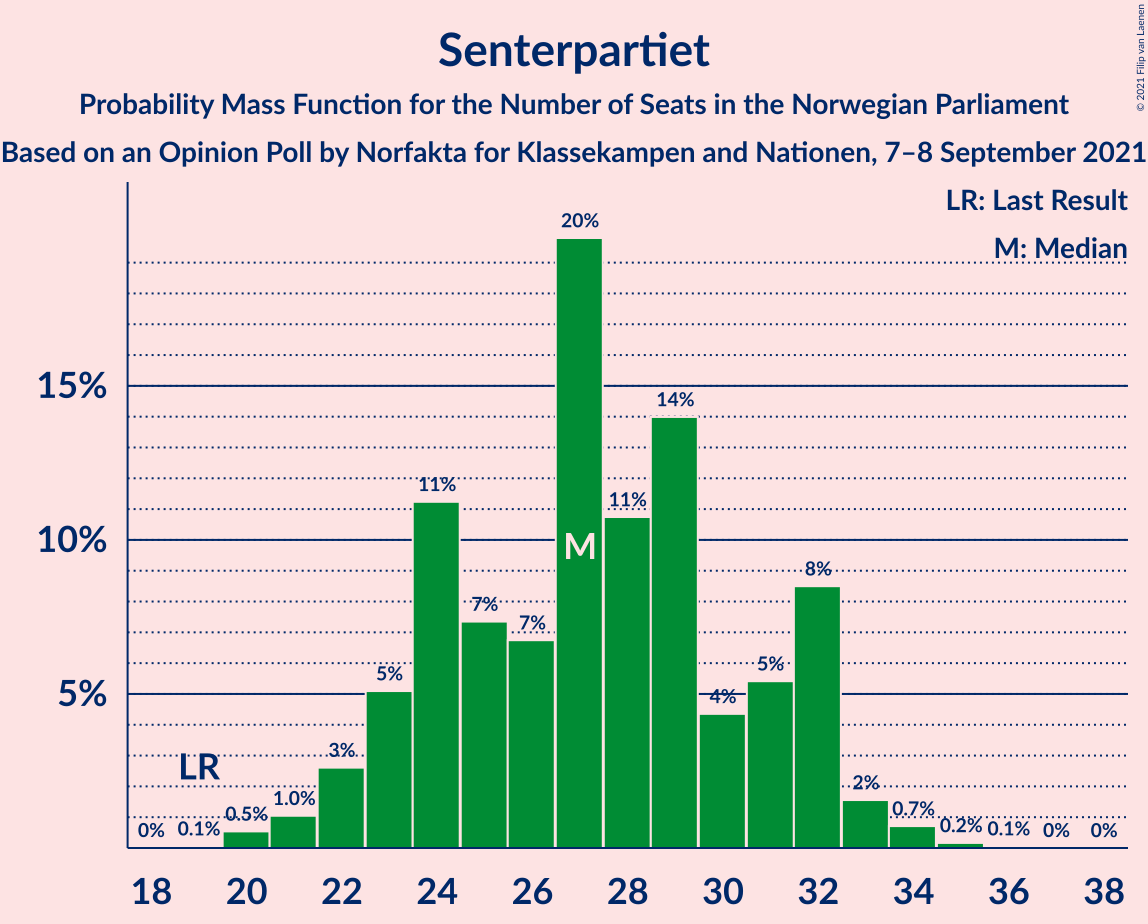 Senterpartiet
Probability Mass Function for the Number of Seats in the Norwegian Parliament
Based on an Opinion Poll by Norfakta for Klassekampen and Nationen, 7–8 September 2021
© 2021 Filip van Laenen
LR: Last Result
M: Median
15%
10%
5%
0%
0.1%
LR
0.5%
1.0%
3%
5%
11%
7%
7%
20%
M
11%
14%
4%
5%
8%
2%
0.7%
0.2%
0.1%
0%
0%
18 20 22 24 26 28 30 32 34 36 38